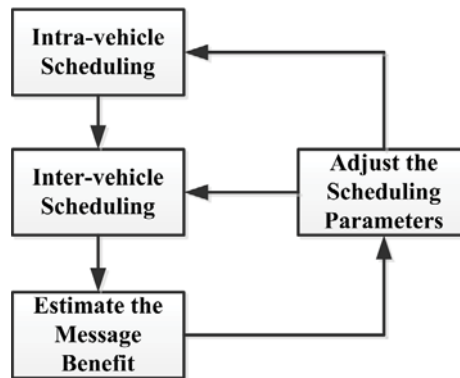 Intra-vehicle
Scheduling
Inter-vehicle
Scheduling
Adjust the
Scheduling
Parameters
Estimate the
Message
Benefit